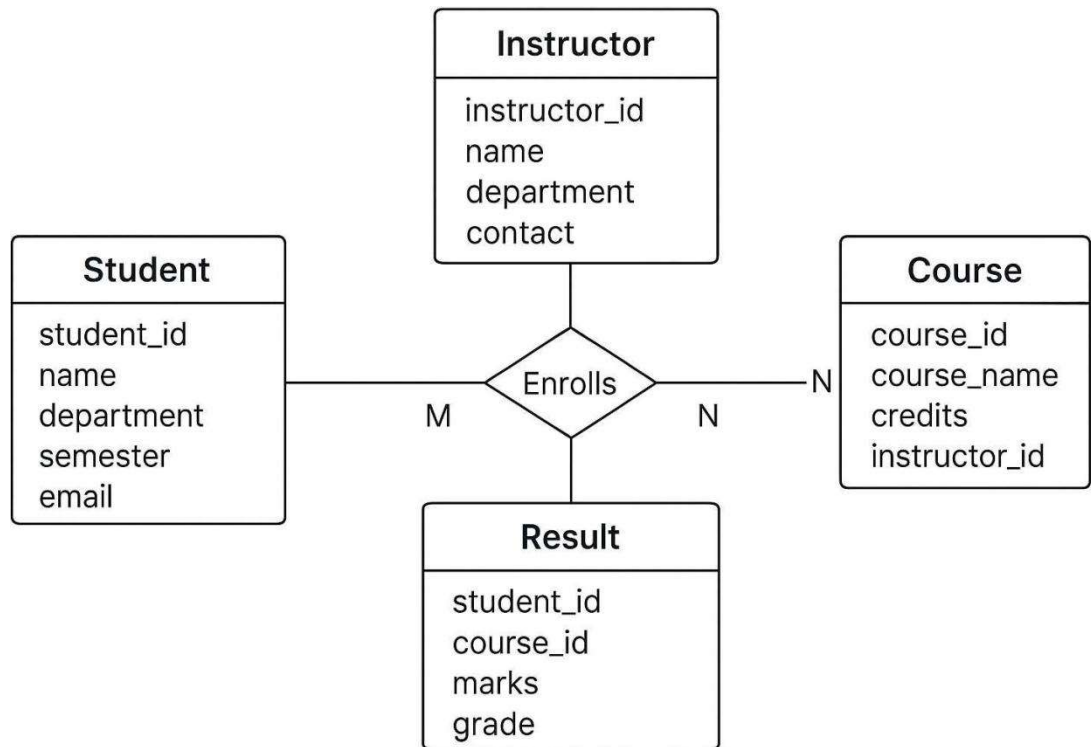 Instructor
instructor_id
name
department
contact
Student
student_id
name
department
semester
email
Enrolls
M
N
N
Course
course_id
course_name
credits
instructor_id
Result
student_id
course_id
marks
grade